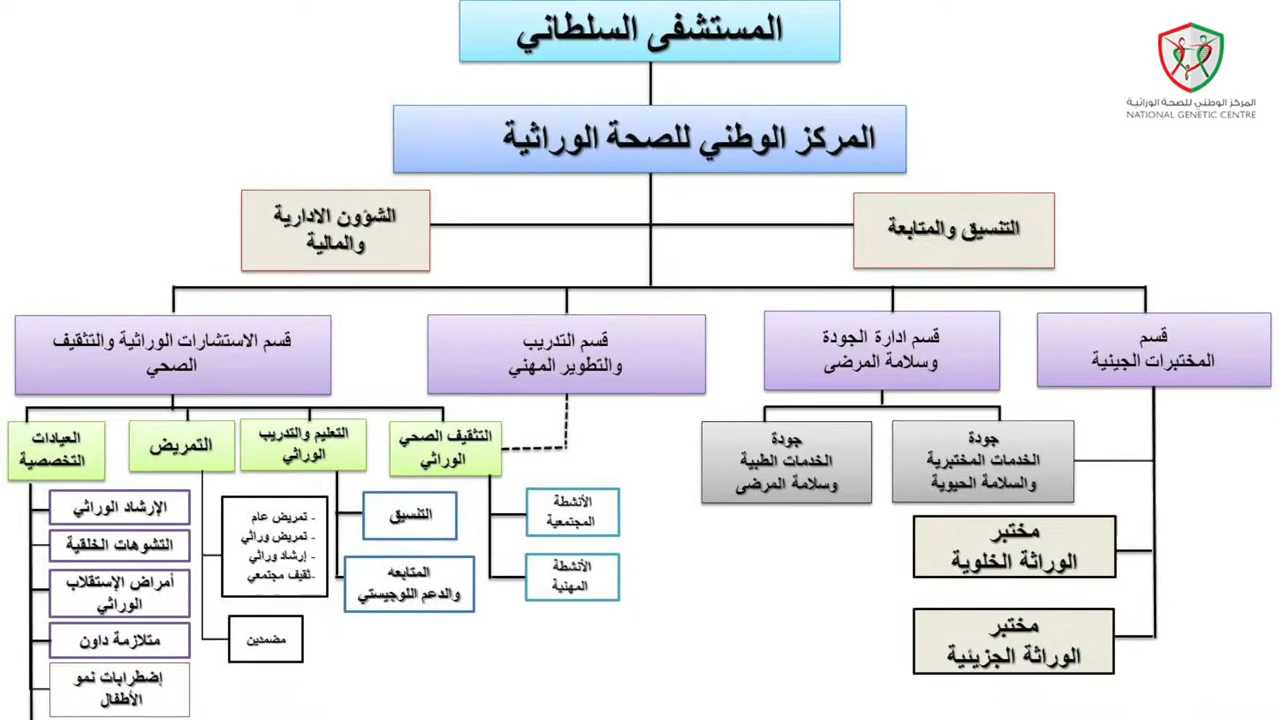 المستشفى السلطاني
المركز الوطني للصحة الوراثية
NATIONAL GENETIC CENTRE
المركز الوطني للصحة الوراثية
التنسيق والمتابعة
الشؤون الادارية
والمالية
قسم
المختبرات الجينية
قسم ادارة الجودة
وسلامة المرضى
قسم التدريب
والتطوير المهني
قسم الاستشارات الوراثية والتثقيف
الصحي
جودة
الخدمات المختبرية
والسلامة الحيوية
جودة
الخدمات الطبية
وسلامة المرضى
مختبر
الوراثة الخلوية
مختبر
الوراثة الجزيئية
التثقيف الصحي
الوراثي
التعليم والتدريب
الوراثي
التمريض
العيادات
التخصصية
الأنشطة
المجتمعية
الأنشطة
المهنية
التنسيق
المتابعه
والدعم اللوجيستي
- تمريض عام
- تمريض وراثي
- إرشاد وراثي
-ثقيف مجتمعي
مضمدين
الإرشاد الوراثي
التشوهات الخلقية
أمراض الإستقلاب
الوراثي
متلازمة داون
إضطرابات نمو
الأطفال